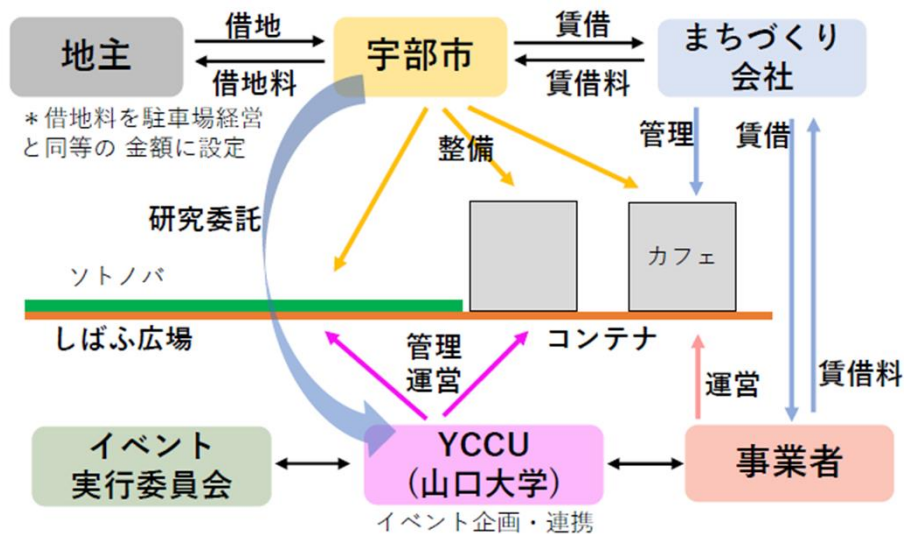 地主
借地
借地料
宇部市
賃借
賃借料
まちづくり
会社
＊借地料を駐車場経営
と同等の 金額に設定
整備
管理
賃借
研究委託
カフェ
ソトノバ
しばふ広場
コンテナ
管理
運営
運営
賃借料
イベント
実行委員会
YCCU
(山口大学)
事業者
イベント企画・連携